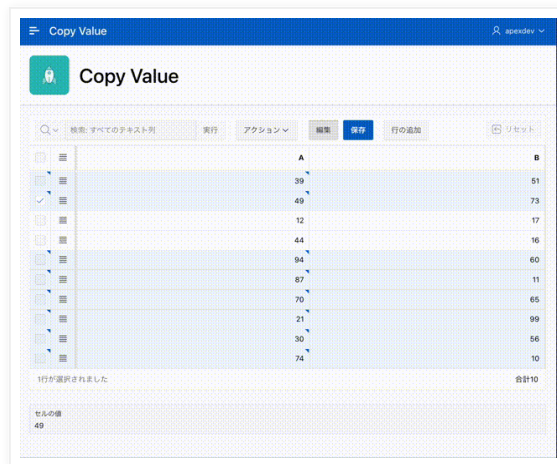 Copy Value
apexdev
Copy Value
検索: すべてのテキスト列
実行
アクション
編集
保存
行の追加
リセット
A B
39 51
49 73
12 17
44 16
94 60
87 11
70 65
21 99
30 56
74 10
1行が選択されました
合計10
セルの値
49